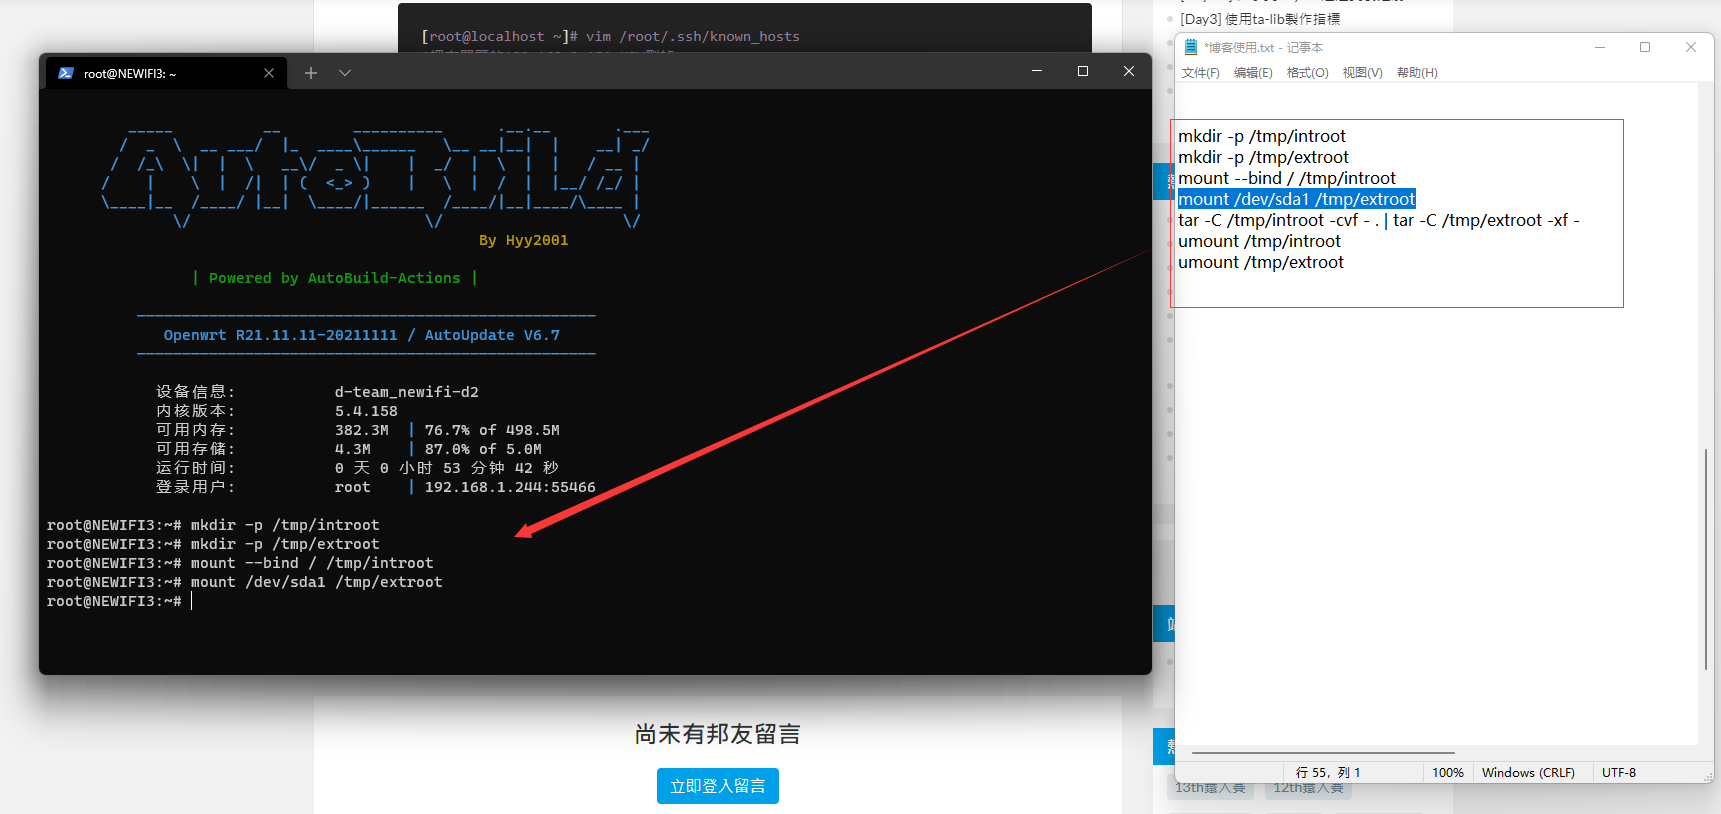 [root@localhost ~]# vim /root/.ssh/known_hosts
[Day3] 使用ta-lib製作指標
root@NEWIFI3: ~
By Hyy2001
| Powered by AutoBuild-Actions |
Openwrt R21.11.11-20211111 / AutoUpdate V6.7
设备信息: d-team_newifi-d2
内核版本: 5.4.158
可用内存: 382.3M | 76.7% of 498.5M
可用存储: 4.3M | 87.0% of 5.0M
运行时间: 0 天 0 小时 53 分钟 42 秒
登录用户: root | 192.168.1.244:55466
root@NEWIFI3:~# mkdir -p /tmp/introot
root@NEWIFI3:~# mkdir -p /tmp/extroot
root@NEWIFI3:~# mount --bind / /tmp/introot
root@NEWIFI3:~# mount /dev/sda1 /tmp/extroot
root@NEWIFI3:~#
*博客使用.txt - 记事本
文件(F) 编辑(E) 格式(O) 视图(V) 帮助(H)
mkdir -p /tmp/introot
mkdir -p /tmp/extroot
mount --bind / /tmp/introot
mount /dev/sda1 /tmp/extroot
tar -C /tmp/introot -cvf - . | tar -C /tmp/extroot -xf -
umount /tmp/introot
umount /tmp/extroot
行 55，列 1 100% Windows (CRLF) UTF-8
尚未有邦友留言
立即登入留言
13th鐵人賽 12th鐵人賽